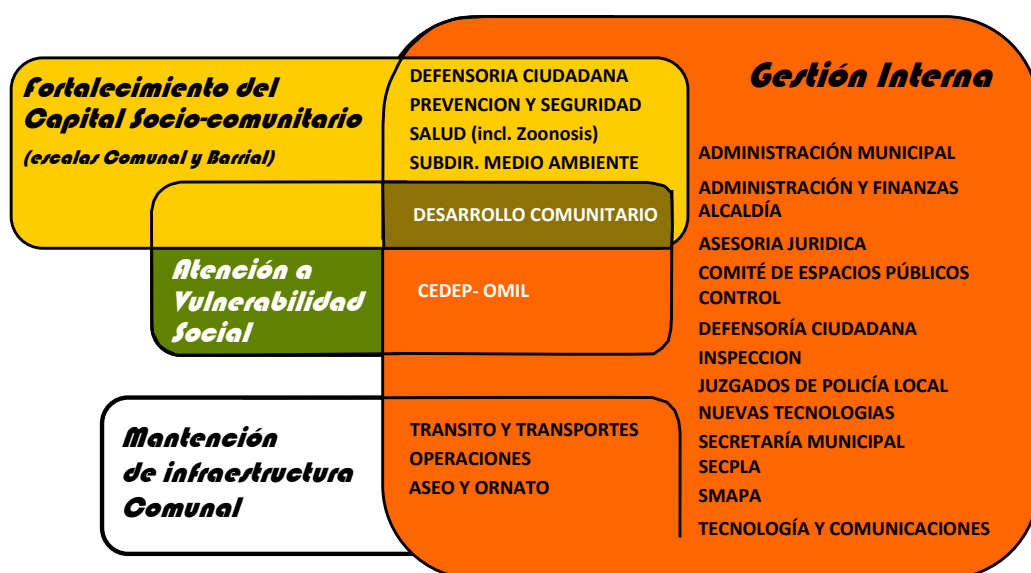 Fortalecimiento del
Capital Socio-comunitario
(escalas Comunal y Barrial)
DEFENSORIA CIUDADANA
PREVENCION Y SEGURIDAD
SALUD (incl. Zoonosis)
SUBDIR. MEDIO AMBIENTE
DESARROLLO COMUNITARIO
Atención a
Vulnerabilidad
Social
CEDEP- OMIL
Mantención
de infraestructura
Comunal
TRANSITO Y TRANSPORTES
OPERACIONES
ASEO Y ORNATO
Gestión Interna
ADMINISTRACIÓN MUNICIPAL
ADMINISTRACIÓN Y FINANZAS
ALCALDÍA
ASESORIA JURIDICA
COMITÉ DE ESPACIOS PÚBLICOS
CONTROL
DEFENSORÍA CIUDADANA
INSPECCION
JUZGADOS DE POLICÍA LOCAL
NUEVAS TECNOLOGIAS
SECRETARÍA MUNICIPAL
SECPLA
SMAPA
TECNOLOGÍA Y COMUNICACIONES